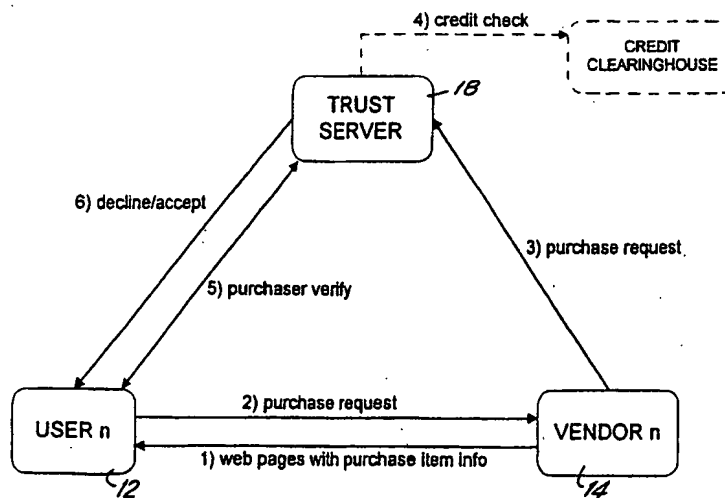 4) credit check
CREDIT
CLEARINGHOUSE
18
TRUST
SERVER
6) decline/accept
3) purchase request
5) purchaser verify
2) purchase request
USER n
VENDOR n
1) web pages with purchase item info
12
14